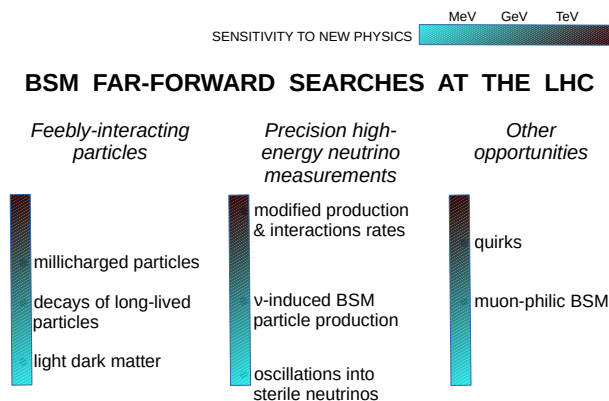 MeV GeV TeV
SENSITIVITY TO NEW PHYSICS
BSM FAR-FORWARD SEARCHES AT THE LHC
Feebly-interacting
particles
millicharged particles
decays of long-lived
particles
light dark matter
Precision high-
energy neutrino
measurements
modified production
& interactions rates
ν-induced BSM
particle production
oscillations into
sterile neutrinos
Other
opportunities
quirks
muon-philic BSM